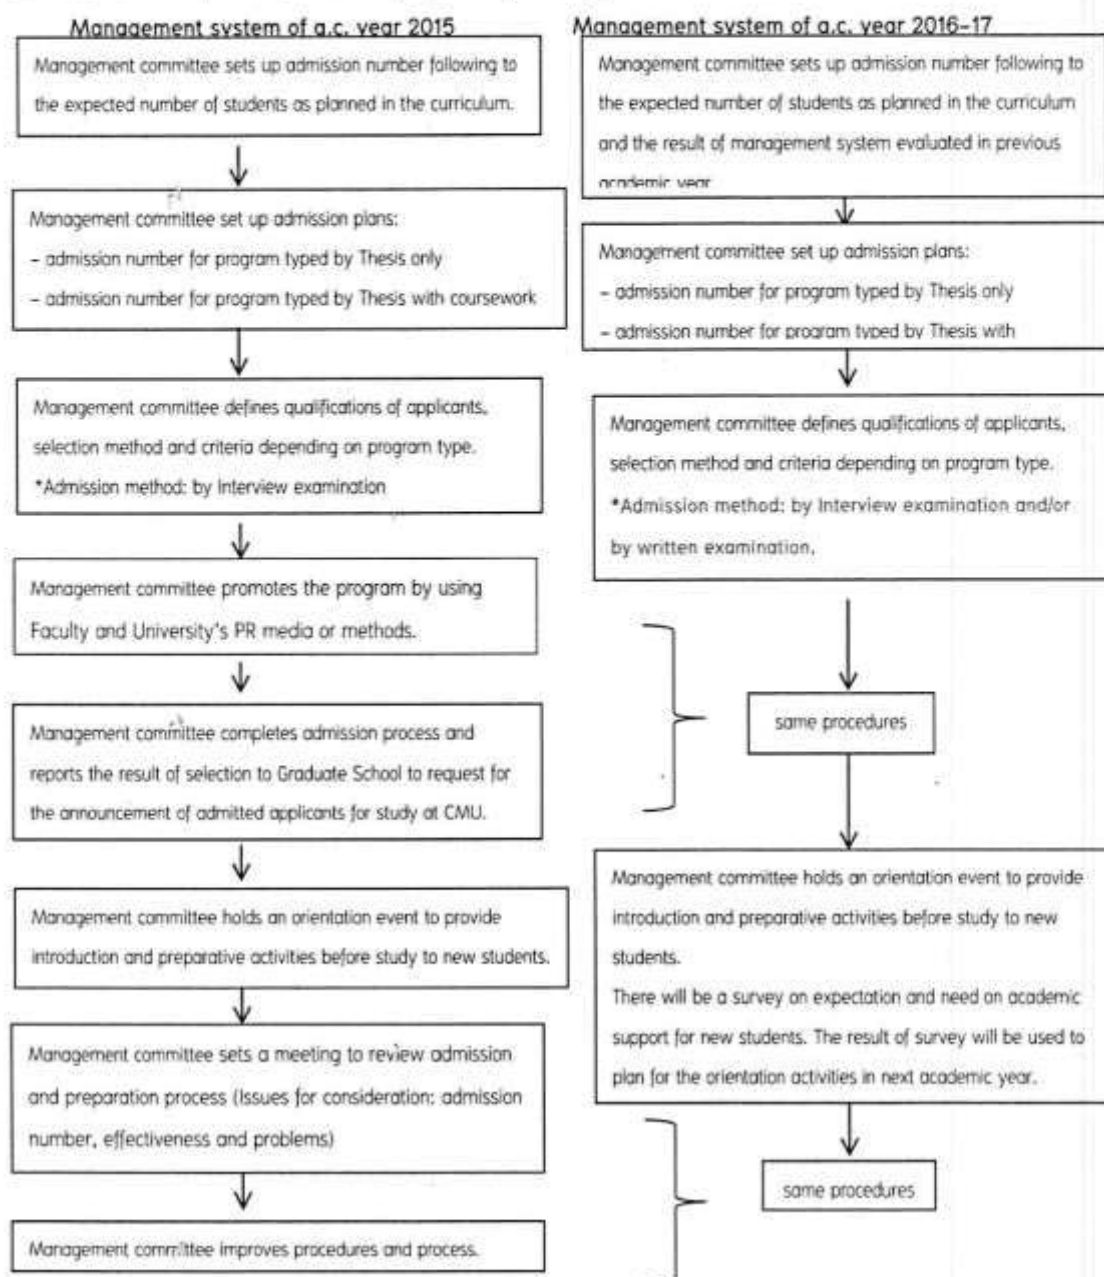 Management system of a.c. year 2015
Management committee sets up admission number following to
the expected number of students as planned in the curriculum.
Management committee set up admission plans:
- admission number for program typed by Thesis only
- admission number for program typed by Thesis with coursework
Management committee defines qualifications of applicants,
selection method and criteria depending on program type.
*Admission method: by Interview examination
Management committee promotes the program by using
Faculty and University's PR media or methods.
Management committee completes admission process and
reports the result of selection to Graduate School to request for
the announcement of admitted applicants for study at CMU.
Management committee holds an orientation event to provide
introduction and preparative activities before study to new students.
Management committee sets a meeting to review admission
and preparation process (Issues for consideration: admission
number, effectiveness and problems)
Management committee improves procedures and process.
Management system of a.c. year 2016-17
Management committee sets up admission number following to
the expected number of students as planned in the curriculum
and the result of management system evaluated in previous
academic year
Management committee set up admission plans:
- admission number for program typed by Thesis only
- admission number for program typed by Thesis with
Management committee defines qualifications of applicants,
selection method and criteria depending on program type.
*Admission method: by Interview examination and/or
by written examination.
same procedures
Management committee holds an orientation event to provide
introduction and preparative activities before study to new
students.
There will be a survey on expectation and need on academic
support for new students. The result of survey will be used to
plan for the orientation activities in next academic year.
same procedures